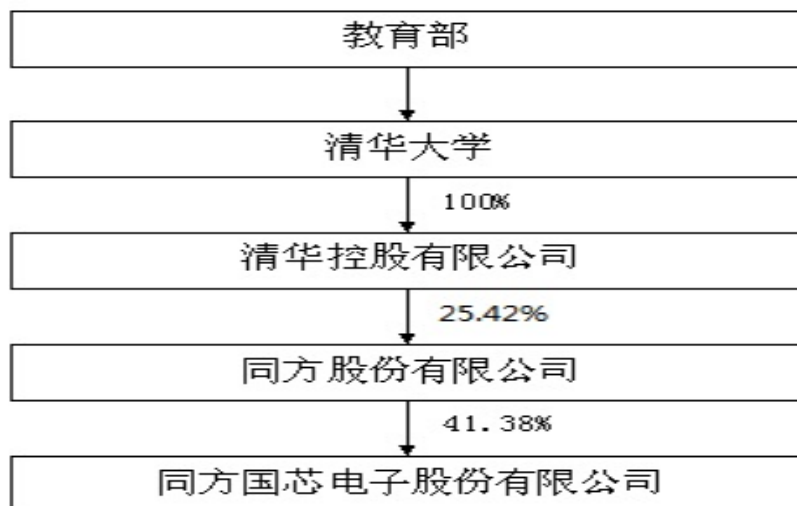 教育部
清华大学
100%
清华控股有限公司
25.42%
同方股份有限公司
41.38%
同方国芯电子股份有限公司